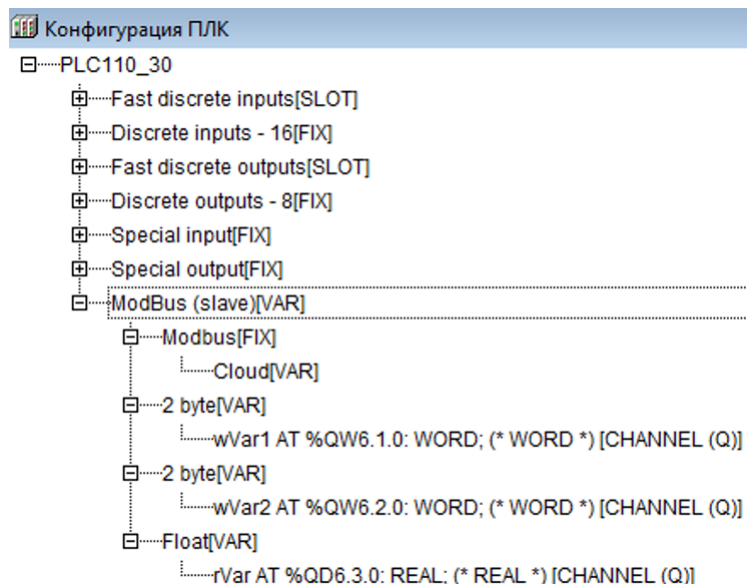 Конфигурация ПЛК
PLC110_30
Fast discrete inputs[SLOT]
Discrete inputs - 16[FIX]
Fast discrete outputs[SLOT]
Discrete outputs - 8[FIX]
Special input[FIX]
Special output[FIX]
ModBus (slave)[VAR]
Modbus[FIX]
Cloud[VAR]
2 byte[VAR]
wVar1 AT %QW6.1.0: WORD; (* WORD *) [CHANNEL (Q)]
2 byte[VAR]
wVar2 AT %QW6.2.0: WORD; (* WORD *) [CHANNEL (Q)]
Float[VAR]
rVar AT %QD6.3.0: REAL; (* REAL *) [CHANNEL (Q)]